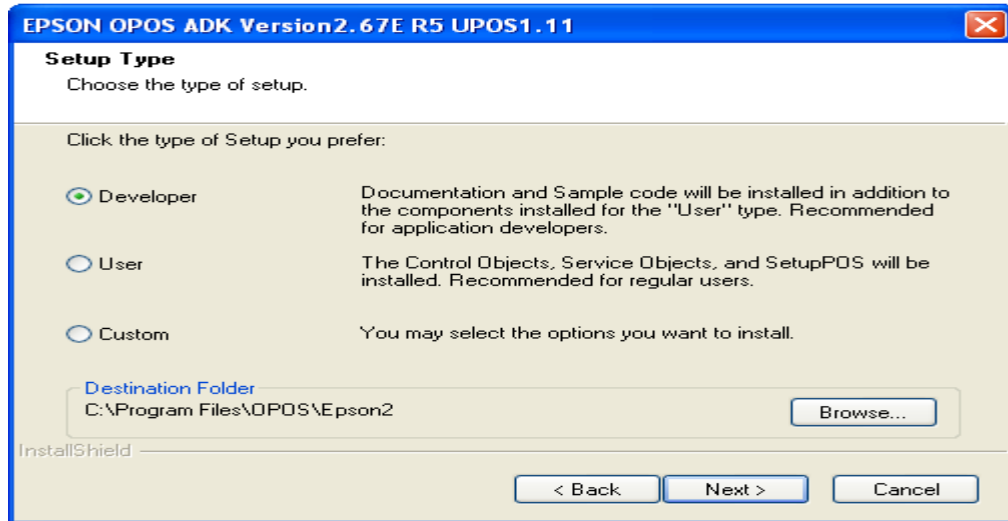 EPSON OPOS ADK Version2.67E R5 UPOS1.11
Setup Type
Choose the type of setup.
Click the type of Setup you prefer:
Developer
Documentation and Sample code will be installed in addition to
the components installed for the "User" type. Recommended
for application developers.
User
The Control Objects, Service Objects, and SetupPOS will be
installed. Recommended for regular users.
Custom
You may select the options you want to install.
Destination Folder
C:\Program Files\OPOS\Epson2
Browse...
InstallShield
< Back
Next >
Cancel